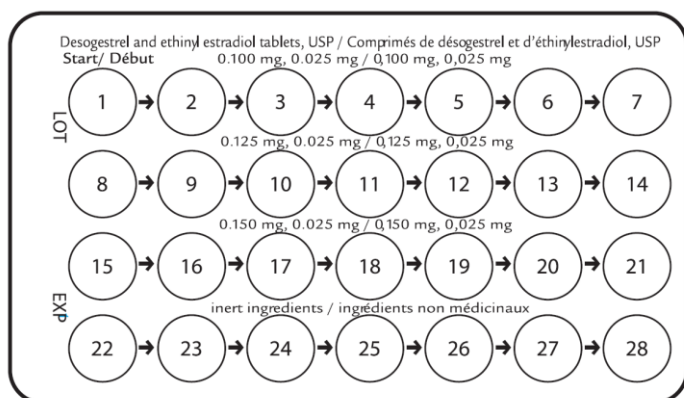 Desogestrel and ethinyl estradiol tablets, USP / Comprimés de désogestrel et d'éthinylestradiol, USP
Start/ Début 0.100 mg, 0.025 mg / 0,100 mg, 0,025 mg
1 2 3 4 5 6 7
LOT
0.125 mg, 0.025 mg / 0,125 mg, 0,025 mg
8 9 10 11 12 13 14
0.150 mg, 0.025 mg / 0,150 mg, 0,025 mg
15 16 17 18 19 20 21
EXP
inert ingredients / ingrédients non médicinaux
22 23 24 25 26 27 28